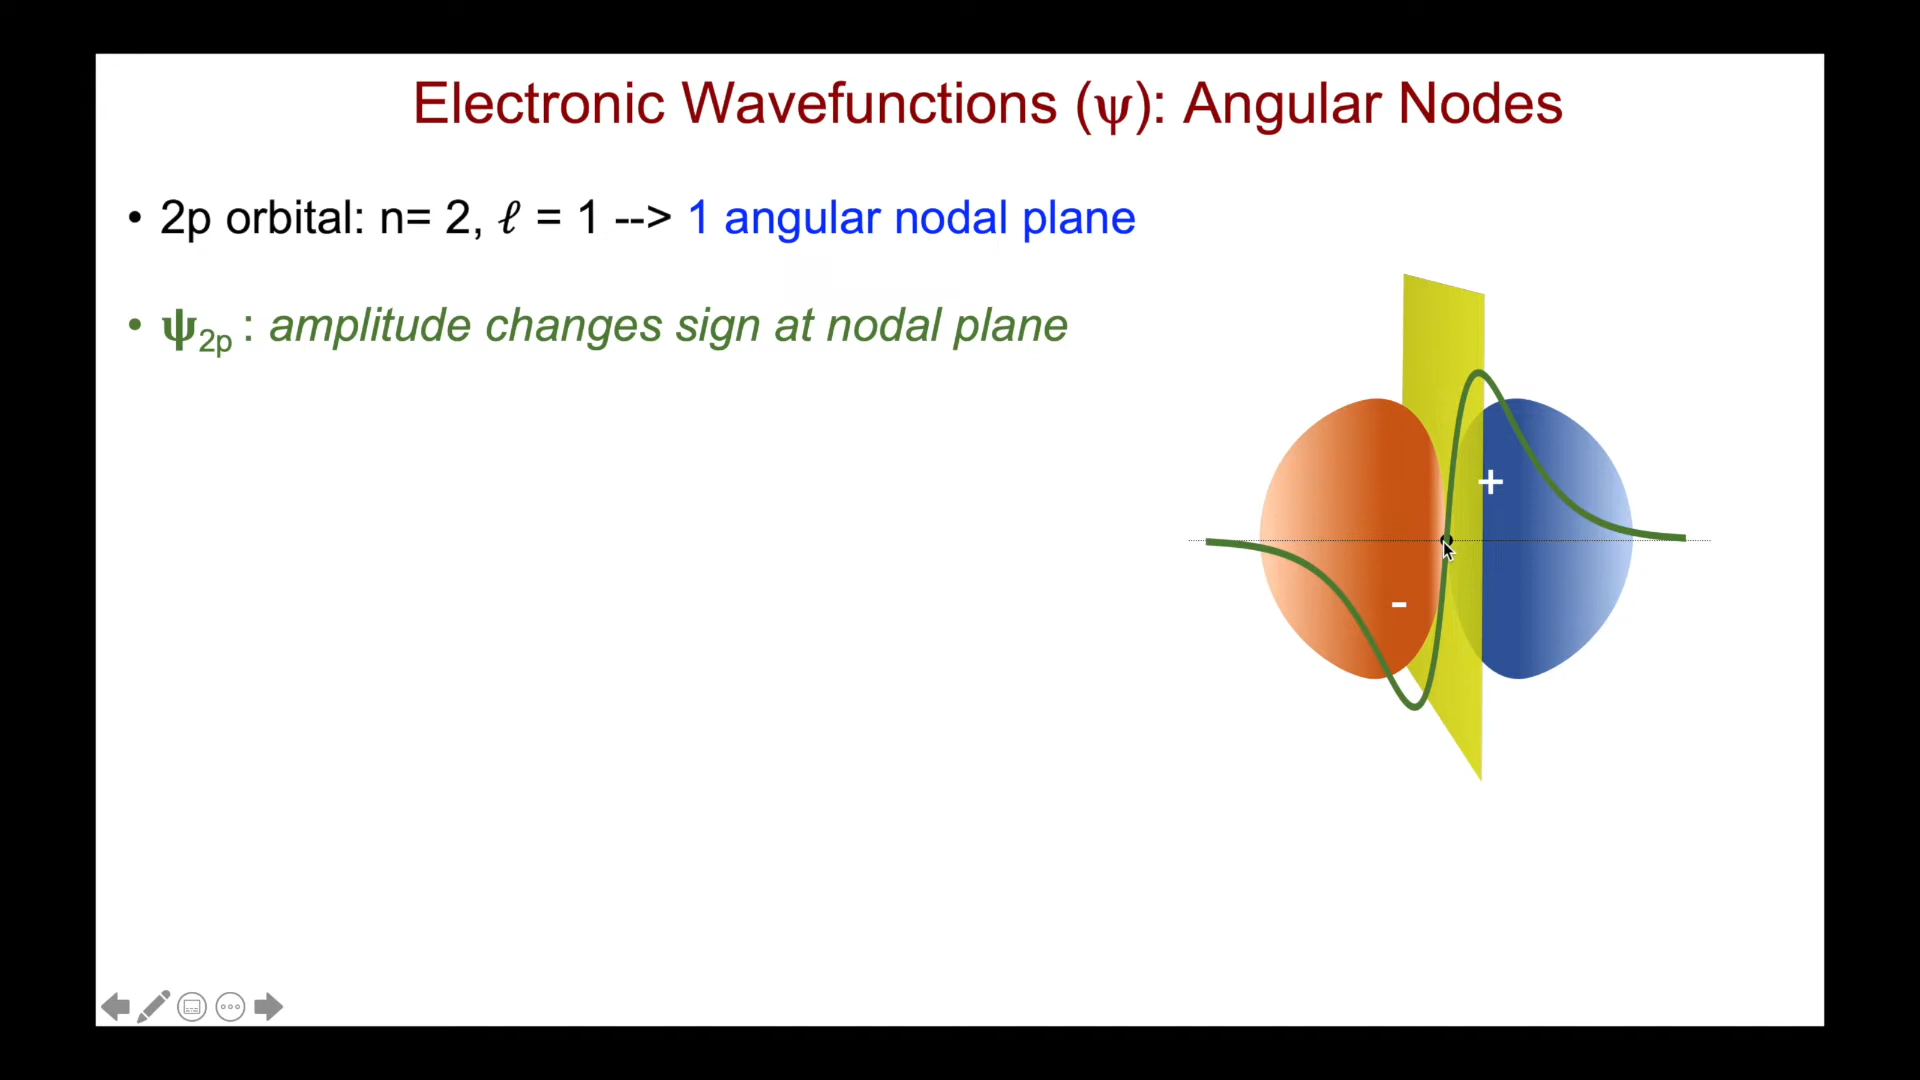 Electronic Wavefunctions (ψ): Angular Nodes
• 2p orbital: n= 2, ℓ = 1 --> 1 angular nodal plane
• ψ2p : amplitude changes sign at nodal plane
+
-